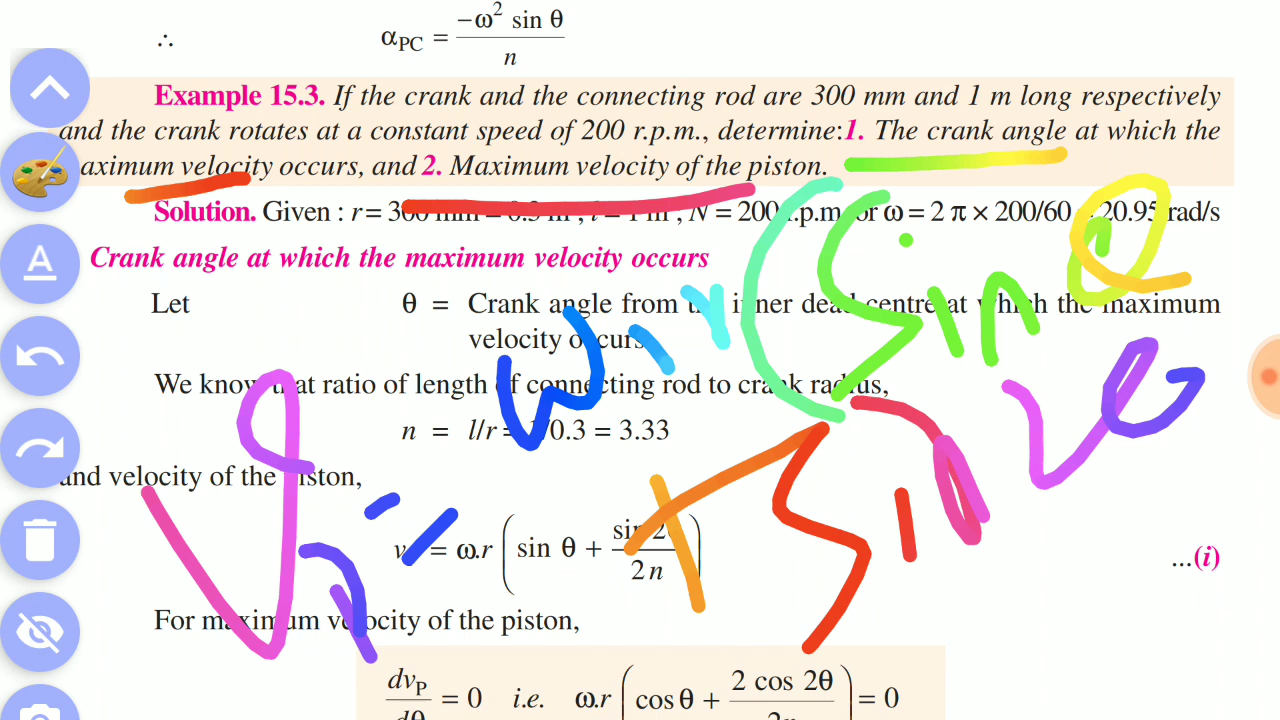 ∴ α_PC = −ω² sin θ / n
Example 15.3. If the crank and the connecting rod are 300 mm and 1 m long respectively
and the crank rotates at a constant speed of 200 r.p.m., determine:1. The crank angle at which the
aximum velocity occurs, and 2. Maximum velocity of the piston.
Solution. Given : r = 300 mm = 0.3 m ; l = 1 m ; N = 200 r.p.m. or ω = 2 π × 200/60 = 20.95 rad/s
Crank angle at which the maximum velocity occurs
Let θ = Crank angle from the inner dead centre at which the maximum
velocity occurs
We know that ratio of length of connecting rod to crank radius,
n = l/r = 1/0.3 = 3.33
and velocity of the piston,
= ω.r ( sin θ + sin 2θ / 2n ) ...(i)
For maximum velocity of the piston,
dv_P / dθ = 0 i.e. ω.r ( cos θ + 2 cos 2θ / 2n ) = 0